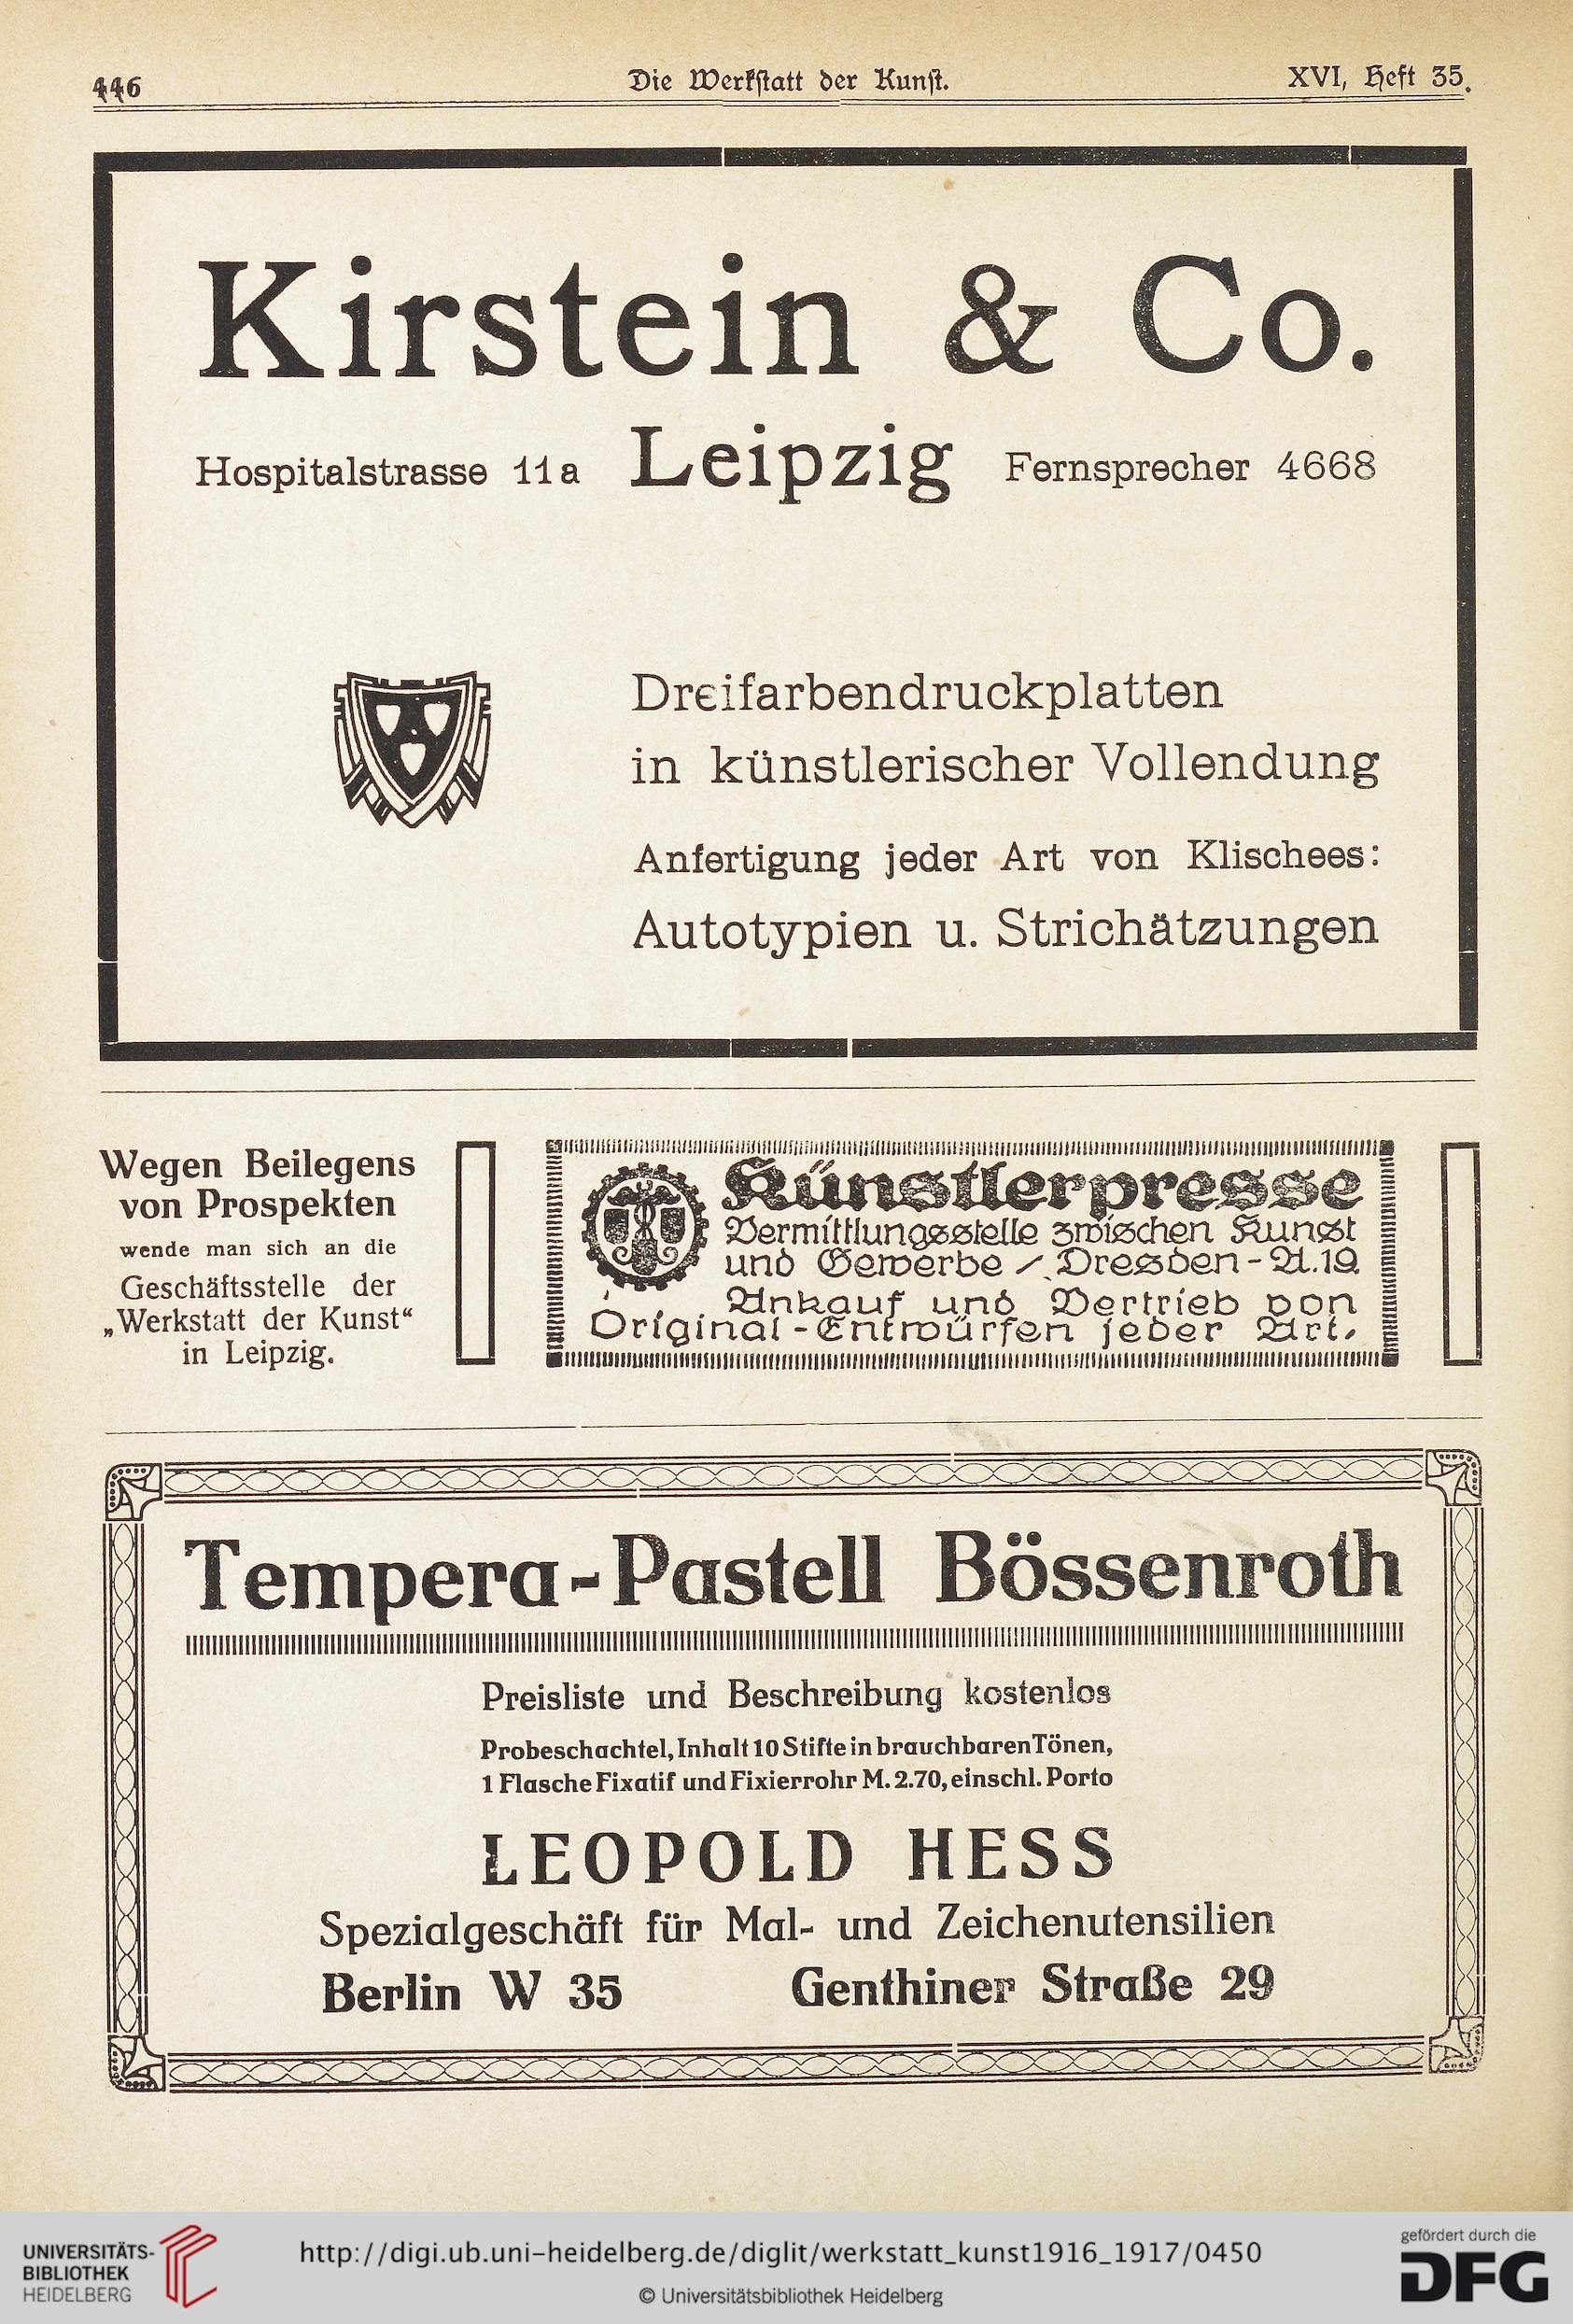 446
Die Werkstatt der Kunst.
XVI, Heft 35.
Kirstein & Co.
Hospitalstrasse 11a Leipzig Fernsprecher 4668
Dreifarbendruckplatten
in künstlerischer Vollendung
Anfertigung jeder Art von Klischees:
Autotypien u. Strichätzungen
Wegen Beilegens
von Prospekten
wende man sich an die
Geschäftsstelle der
„Werkstatt der Kunst“
in Leipzig.
Künstlerpresse
Vermittlungsstelle zwischen Kunst
und Gewerbe / Dresden-A.19
Ankauf und Vertrieb von
Original-Entwürfen jeder Art.
Tempera-Pastell Bössenroth
Preisliste und Beschreibung kostenlos
Probeschachtel, Inhalt 10 Stifte in brauchbaren Tönen,
1 Flasche Fixatif und Fixierrohr M. 2.70, einschl. Porto
LEOPOLD HESS
Spezialgeschäft für Mal- und Zeichenutensilien
Berlin W 35 Genthiner Straße 29
UNIVERSITÄTS-
BIBLIOTHEK
HEIDELBERG
http://digi.ub.uni-heidelberg.de/diglit/werkstatt_kunst1916_1917/0450
© Universitätsbibliothek Heidelberg
gefördert durch die
DFG